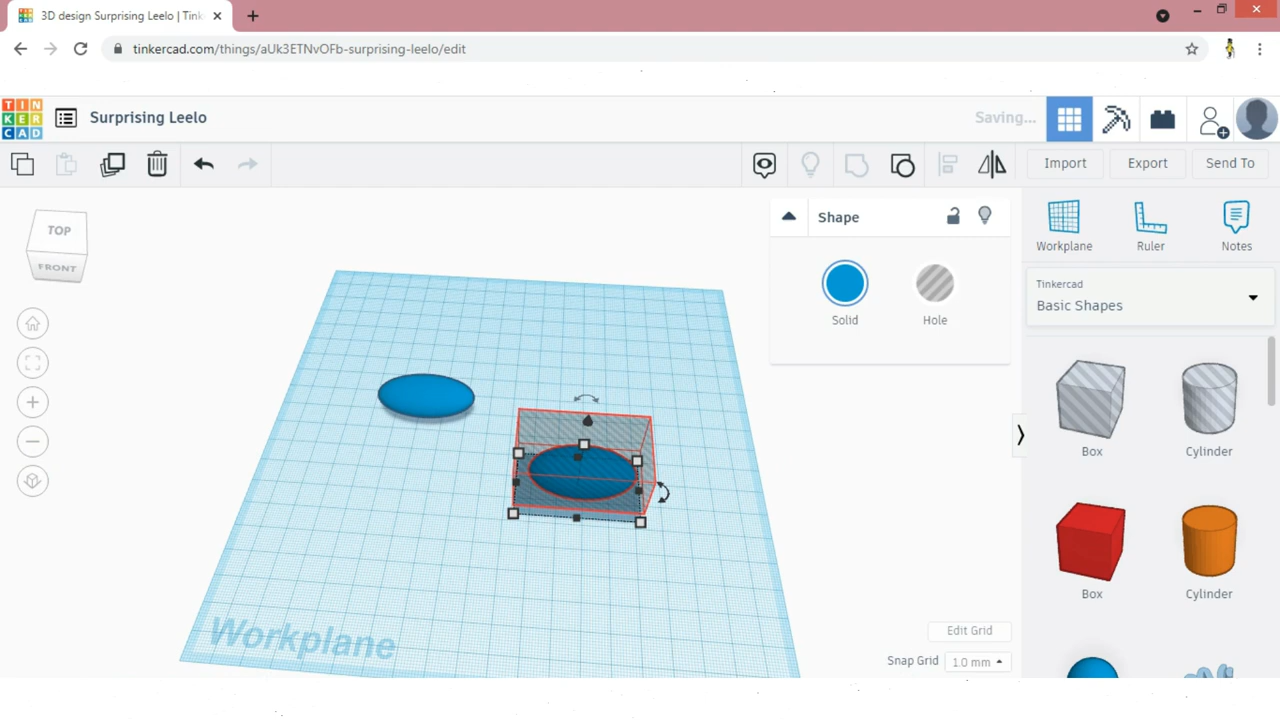 3D design Surprising Leelo | Tink
tinkercad.com/things/aUk3ETNvOFb-surprising-leelo/edit
TIN
KER
CAD
Surprising Leelo
Saving...
Import
Export
Send To
TOP
FRONT
Shape
Solid
Hole
Workplane
Ruler
Notes
Tinkercad
Basic Shapes
Box
Cylinder
Box
Cylinder
Workplane
Edit Grid
Snap Grid
1.0 mm